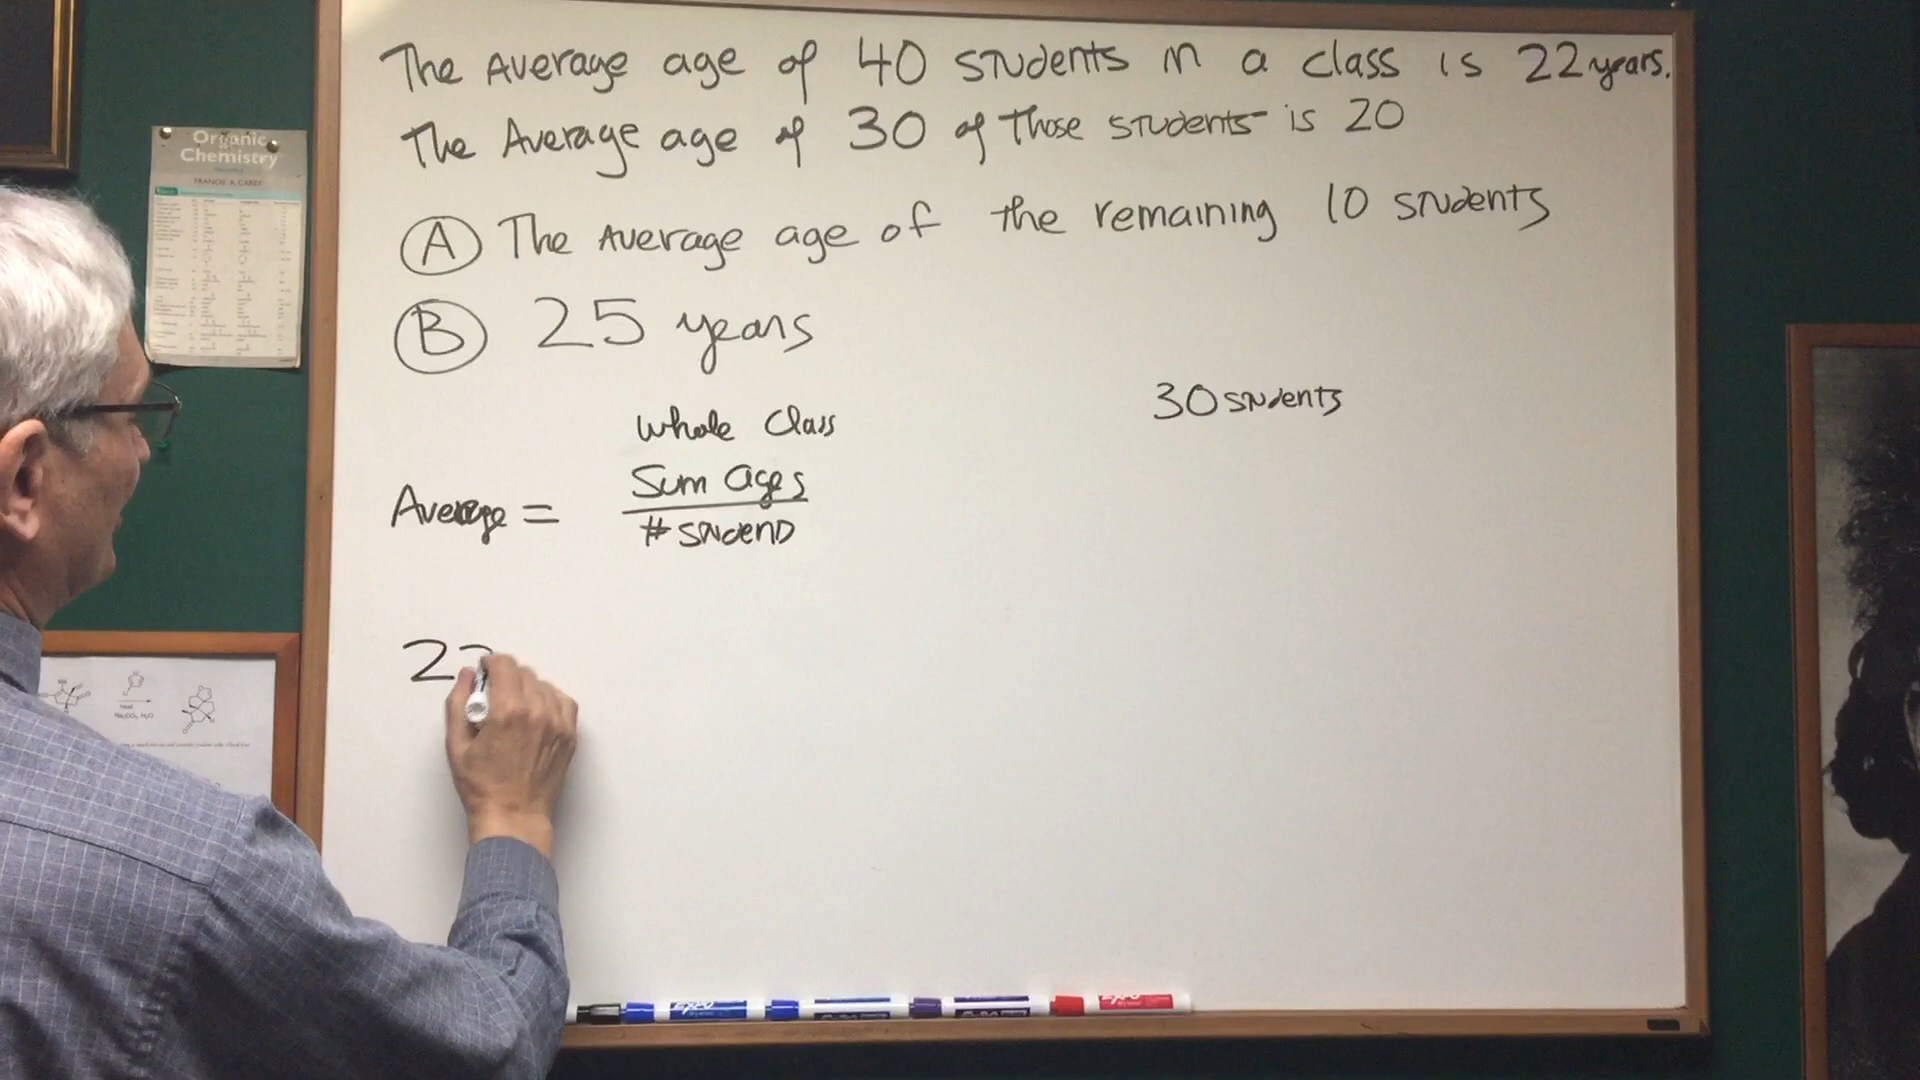 The Average age of 40 students in a class is 22 years.
The Average age of 30 of those students is 20
A The Average age of the remaining 10 students
B 25 years
whole Class
30 students
Average = Sum Ages
# student
22
Organic
Chemistry
FRANCIS A. CAREY
EXPO